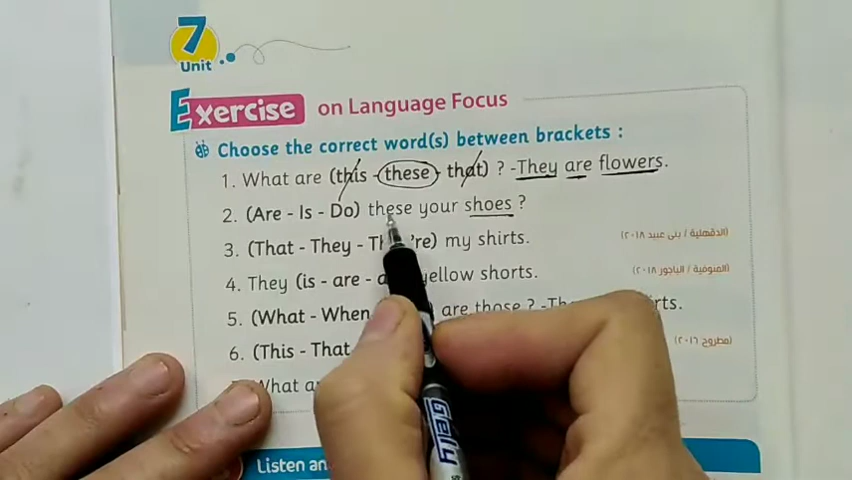 7
Unit
Exercise on Language Focus
Choose the correct word(s) between brackets :
1. What are (this - these - that) ? -They are flowers.
2. (Are - Is - Do) these your shoes ?
3. (That - They - 're) my shirts.
(الدقهلية / بنى عبيد ٢٠١٨)
4. They (is - are - yellow shorts.
(المنوفية / الباجور ٢٠١٨)
5. (What - When are those ?
6. (This - That
(مطروح ٢٠١٦)
What
Listen
Gelly